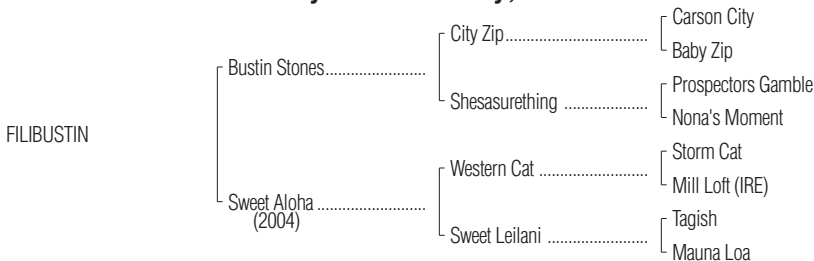 Carson City
City Zip
Baby Zip
Bustin Stones
Prospectors Gamble
Shesasurething
Nona's Moment
FILIBUSTIN
Storm Cat
Western Cat
Mill Loft (IRE)
Sweet Aloha
(2004)
Tagish
Sweet Leilani
Mauna Loa